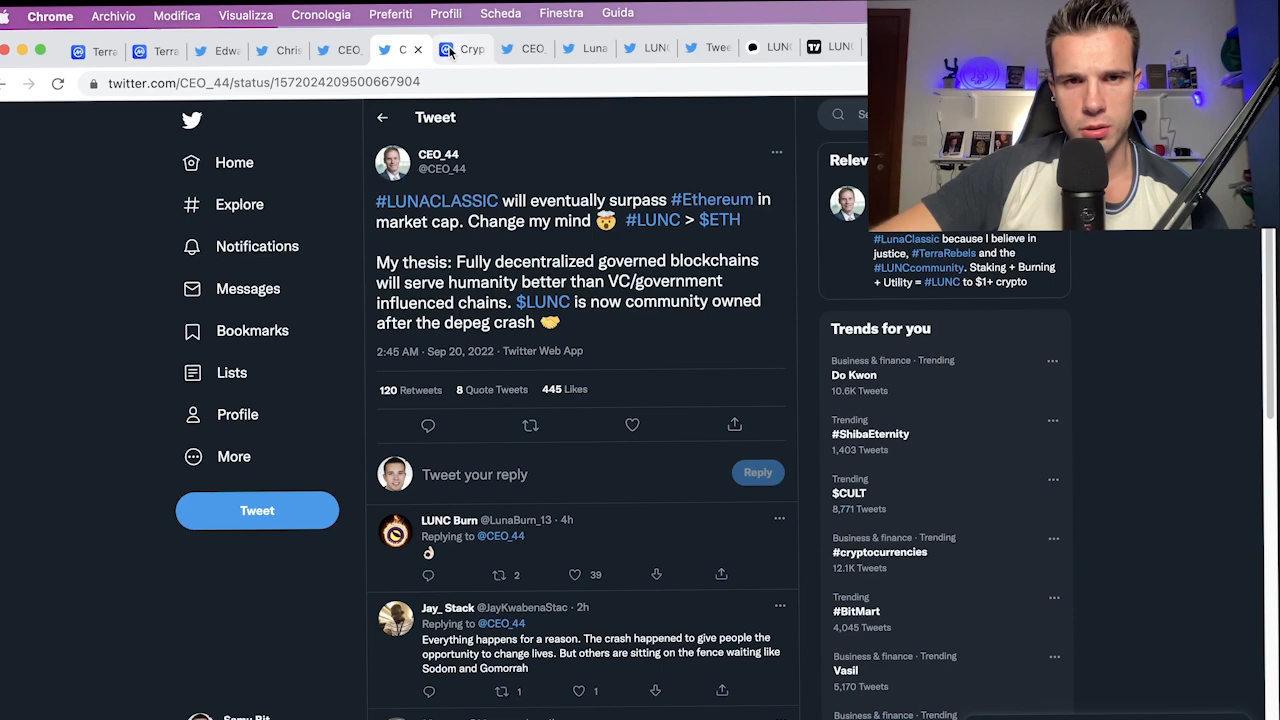 Chrome Archivio Modifica Visualizza Cronologia Preferiti Profili Scheda Finestra Guida
Terra Terra Edwa Chris CEO_ C Cryp CEO_ Luna LUN( Twee LUN( LUN(
twitter.com/CEO_44/status/1572024209500667904
Tweet
Home
Explore
Notifications
Messages
Bookmarks
Lists
Profile
More
Tweet
CEO_44
@CEO_44
#LUNACLASSIC will eventually surpass #Ethereum in
market cap. Change my mind 🤯 #LUNC > $ETH
My thesis: Fully decentralized governed blockchains
will serve humanity better than VC/government
influenced chains. $LUNC is now community owned
after the depeg crash 🤝
2:45 AM · Sep 20, 2022 · Twitter Web App
120 Retweets 8 Quote Tweets 445 Likes
Tweet your reply
Reply
LUNC Burn @LunaBurn_13 · 4h
Replying to @CEO_44
👌🏻
2 39
Jay_ Stack @JayKwabenaStac · 2h
Replying to @CEO_44
Everything happens for a reason. The crash happened to give people the
opportunity to change lives. But others are sitting on the fence waiting like
Sodom and Gomorrah
1 1
Se
Relev
#LunaClassic because I believe in
justice, #TerraRebels and the
#LUNCcommunity. Staking + Burning
+ Utility = #LUNC to $1+ crypto
Trends for you
Business & finance · Trending
Do Kwon
10.6K Tweets
Trending
#ShibaEternity
1,403 Tweets
Trending
$CULT
8,771 Tweets
Business & finance · Trending
#cryptocurrencies
12.1K Tweets
Trending
#BitMart
4,045 Tweets
Business & finance · Trending
Vasil
5,170 Tweets
Business & finance · Trending